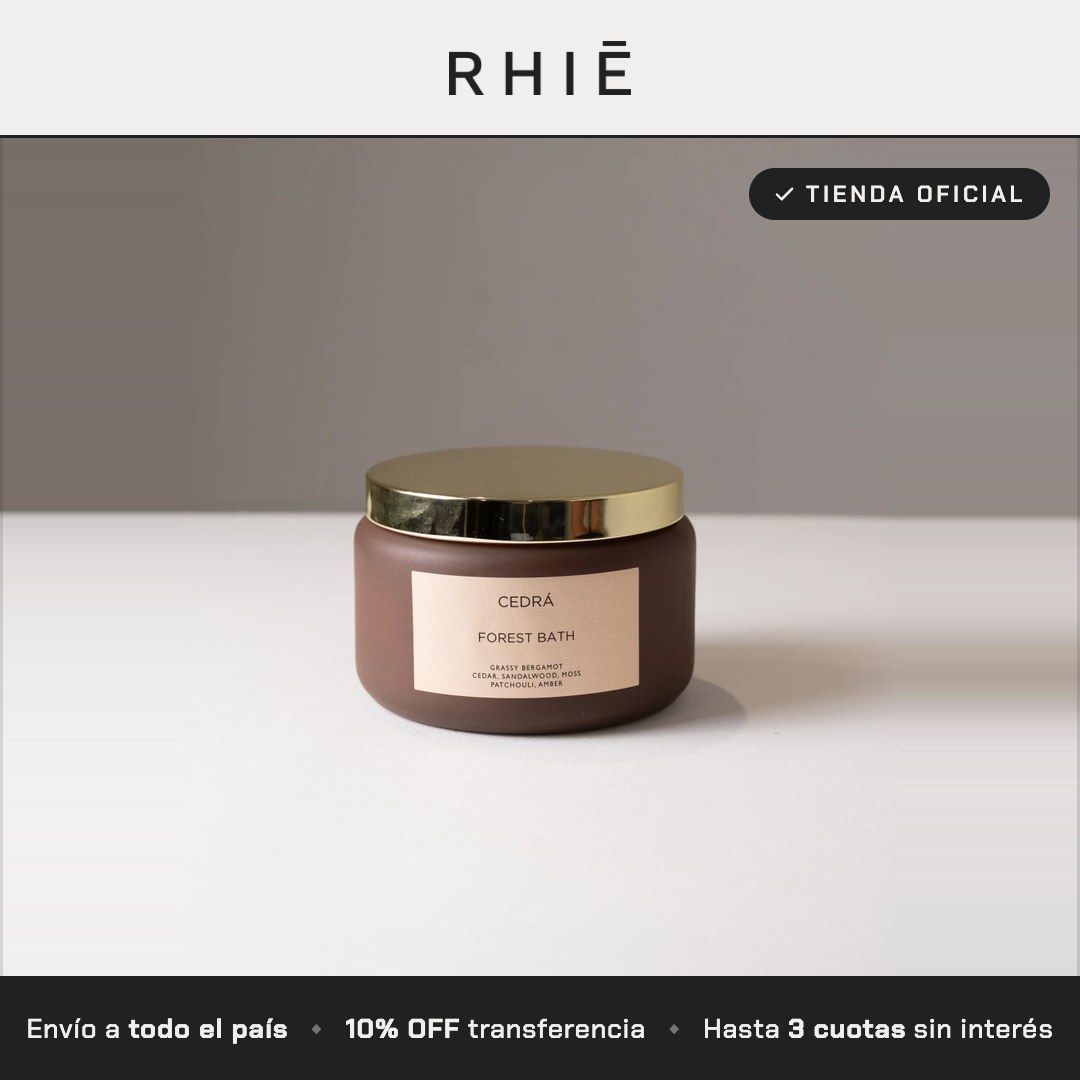 RHIĒ
TIENDA OFICIAL
CEDRÁ
FOREST BATH
GRASSY BERGAMOT
CEDAR, SANDALWOOD, MOSS
PATCHOULI, AMBER
Envío a todo el país ◆ 10% OFF transferencia ◆ Hasta 3 cuotas sin interés